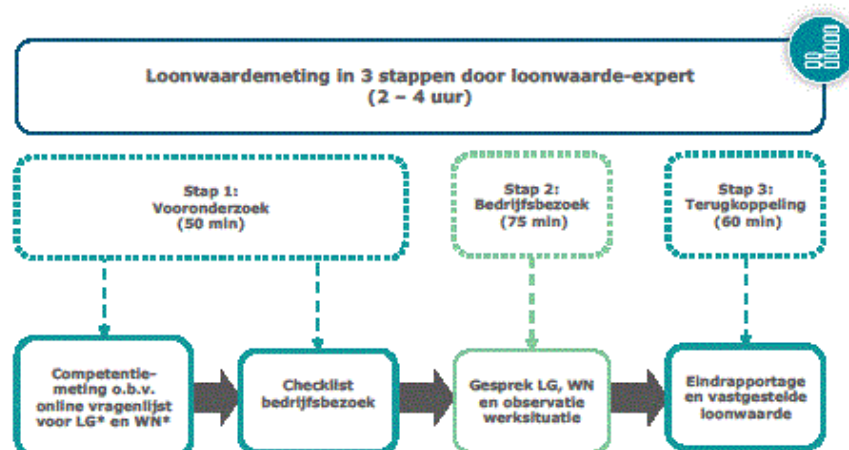 Loonwaardemeting in 3 stappen door loonwaarde-expert
(2 – 4 uur)
Stap 1:
Vooronderzoek
(50 min)
Stap 2:
Bedrijfsbezoek
(75 min)
Stap 3:
Terugkoppeling
(60 min)
Competentie-
meting o.b.v.
online vragenlijst
voor LG* en WN*
Checklist
bedrijfsbezoek
Gesprek LG, WN
en observatie
werksituatie
Eindrapportage
en vastgestelde
loonwaarde